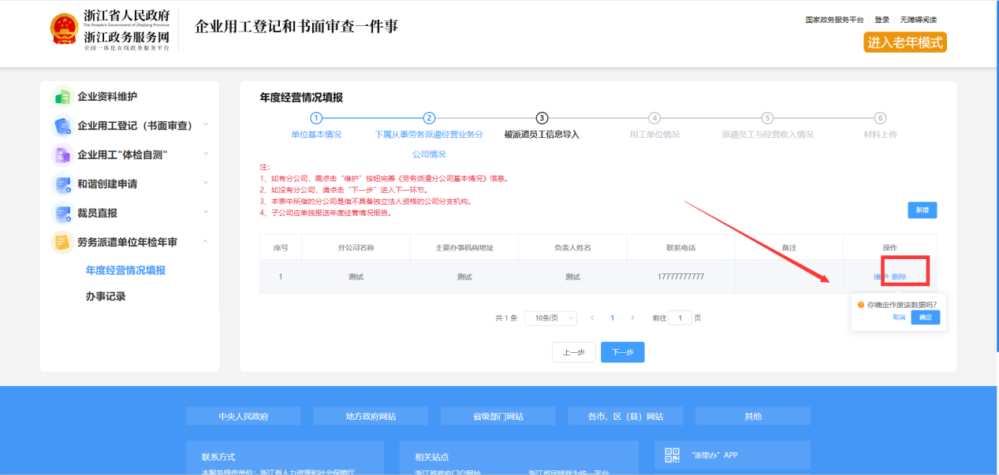 浙江省人民政府
The People's Government of Zhejiang Province
浙江政务服务网
全国一体化在线政务服务平台
企业用工登记和书面审查一件事
国家政务服务平台 登录 无障碍阅读
进入老年模式
企业资料维护
企业用工登记（书面审查）
企业用工"体检自测"
和谐创建申请
裁员直报
劳务派遣单位年检年审
年度经营情况填报
办事记录
年度经营情况填报
1 2 3 4 5 6
单位基本情况 下属从事劳务派遣经营业务分公司情况 被派遣员工信息导入 用工单位情况 派遣员工与经营收入情况 材料上传
注：
1、如有分公司，需点击“维护”按钮完善《劳务派遣分公司基本情况》信息。
2、如没有分公司，请点击“下一步”进入下一环节。
3、本表中所指的分公司是指不具备独立法人资格的公司分支机构。
4、子公司应单独报送年度经营情况报告。
新增
序号 分公司名称 主要办事机构地址 负责人姓名 联系电话 备注 操作
1 测试 测试 测试 17777777777 维护 删除
你确定作废该数据吗?
取消 确定
共 1 条 10条/页 1 前往 1 页
上一步 下一步
中央人民政府 地方政府网站 省级部门网站 各市、区（县）网站 其他
联系方式 相关站点 “浙里办” APP
本服务提供单位：浙江省人力资源和社会保障厅 浙江省政府门户网站